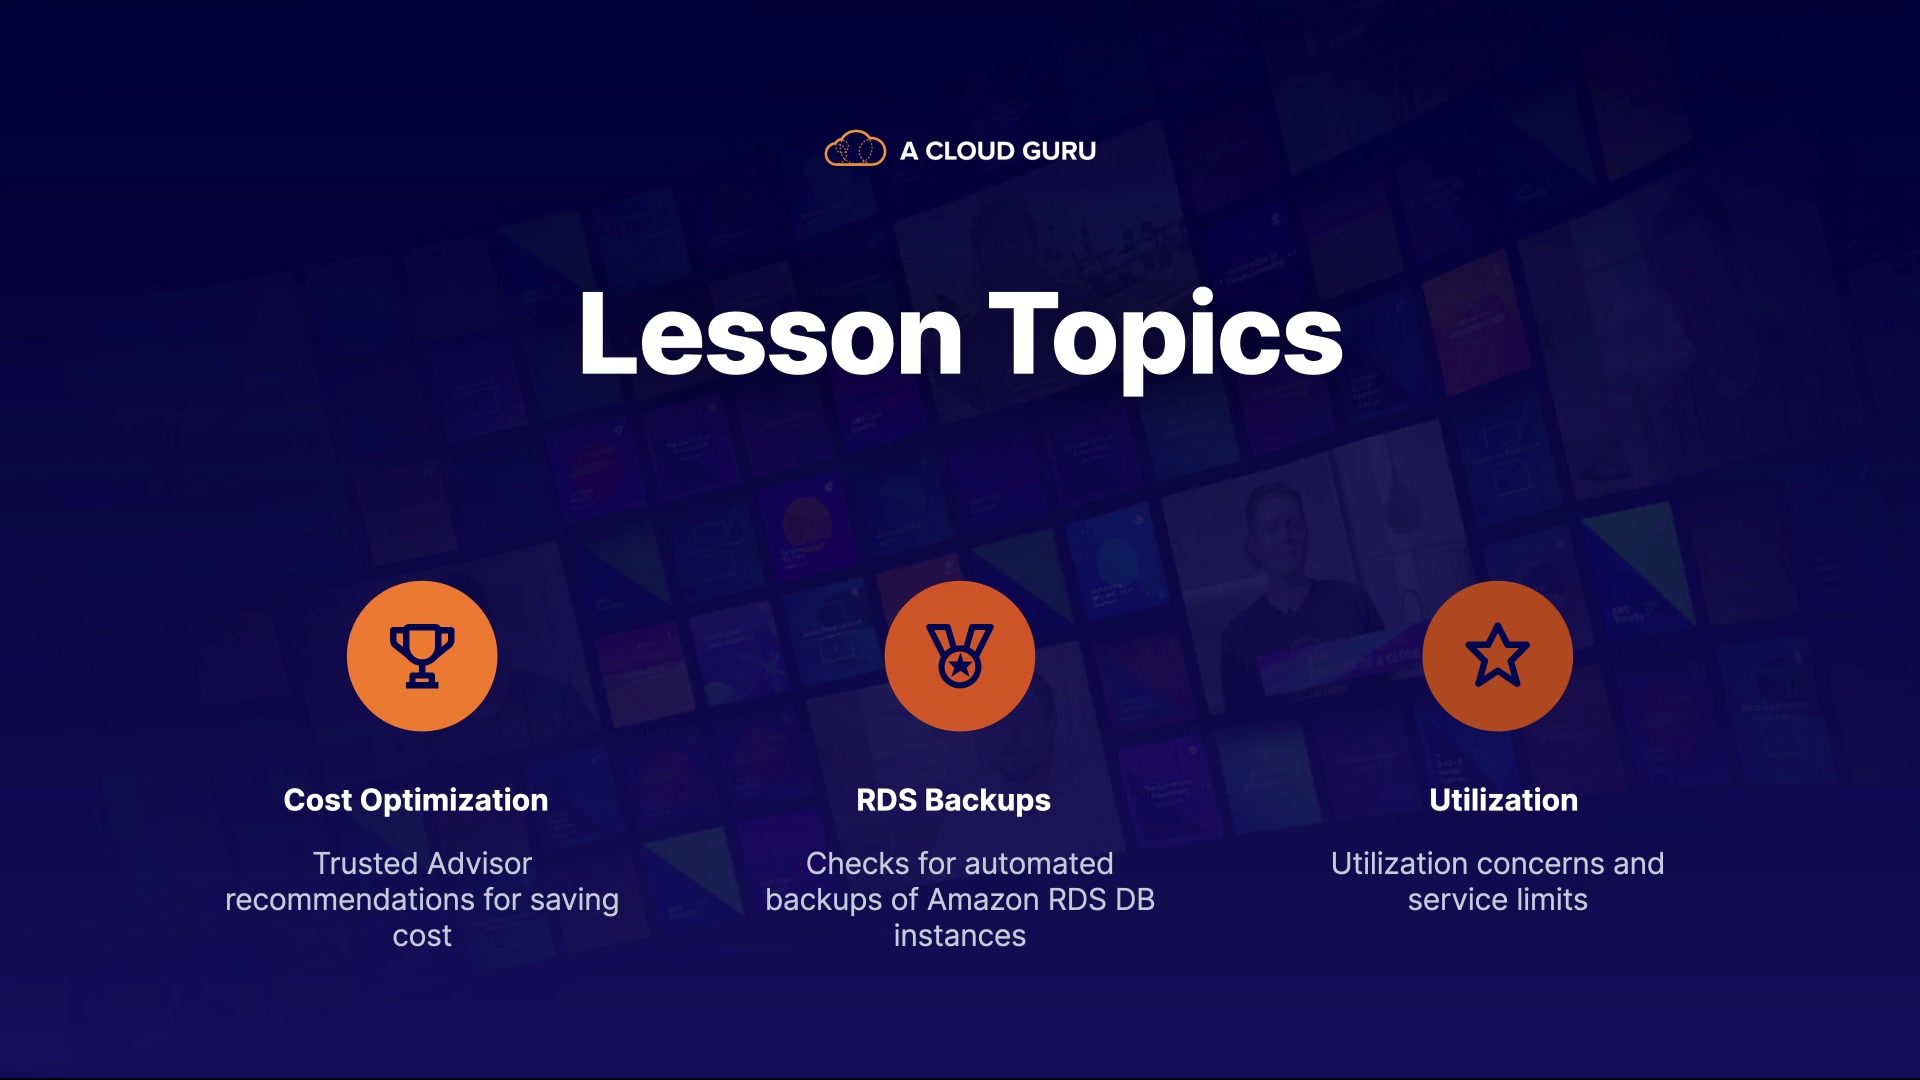 A CLOUD GURU
Lesson Topics
Cost Optimization
Trusted Advisor
recommendations for saving
cost
RDS Backups
Checks for automated
backups of Amazon RDS DB
instances
Utilization
Utilization concerns and
service limits